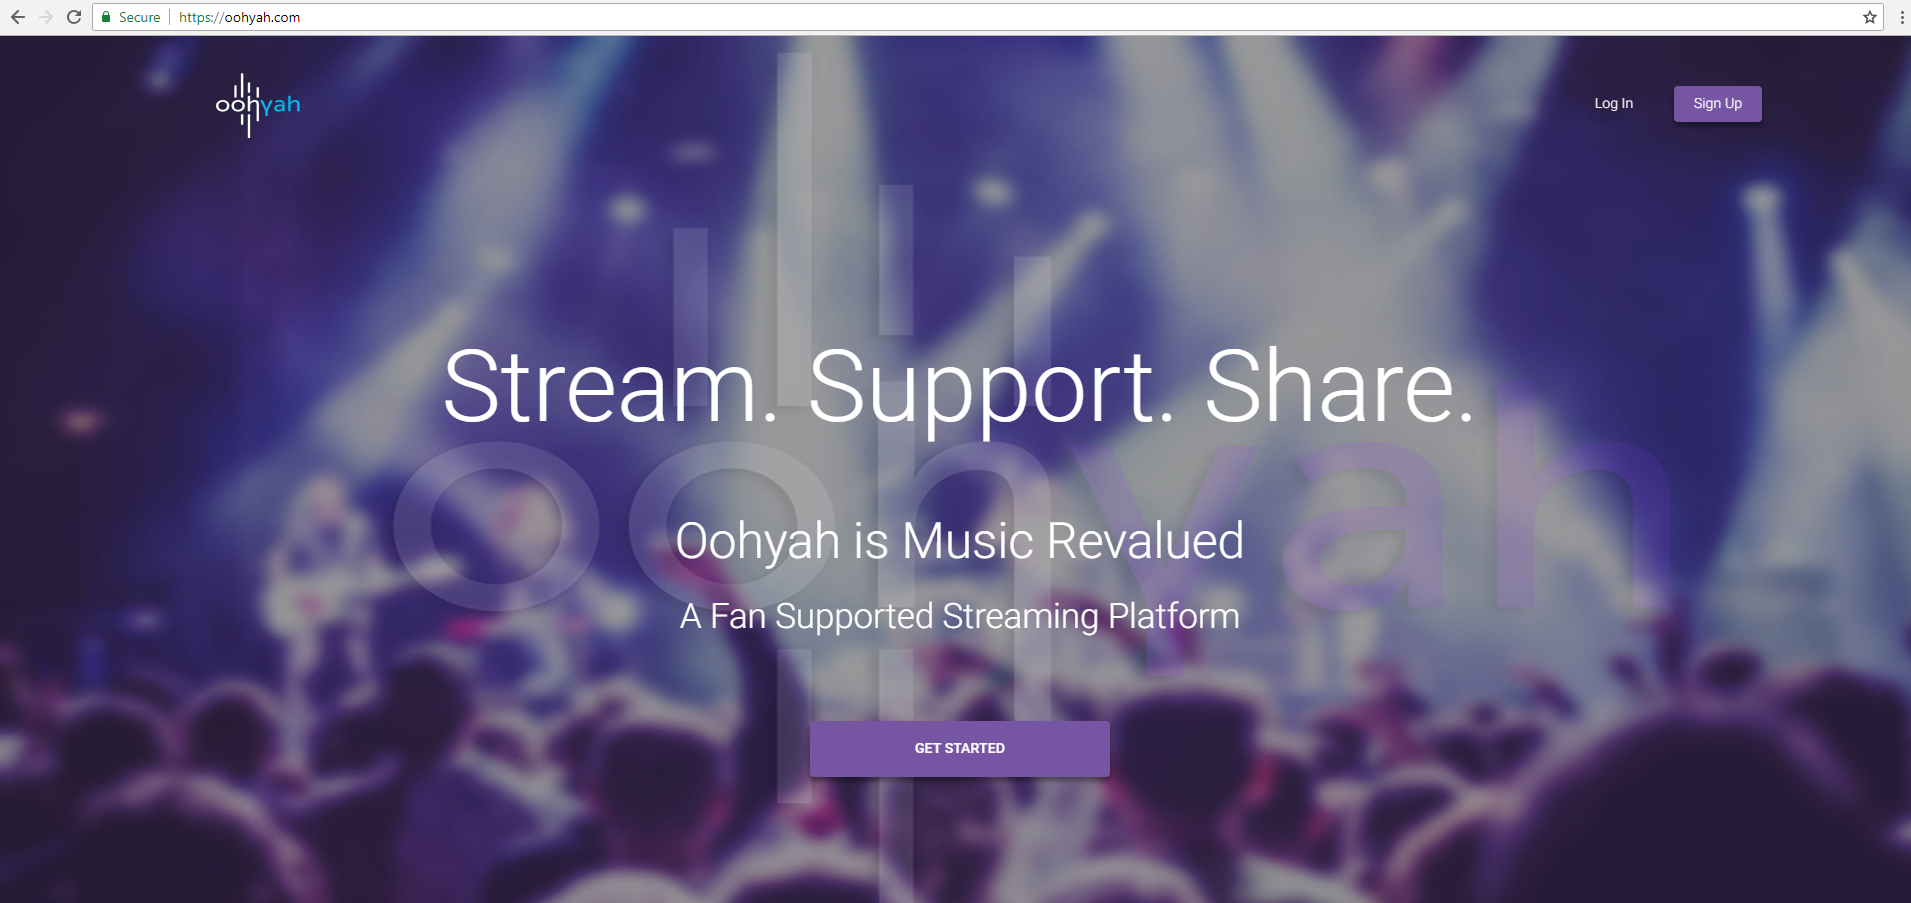 Secure https://oohyah.com
oohyah
Log In
Sign Up
Stream. Support. Share.
oohyah
Oohyah is Music Revalued
A Fan Supported Streaming Platform
GET STARTED